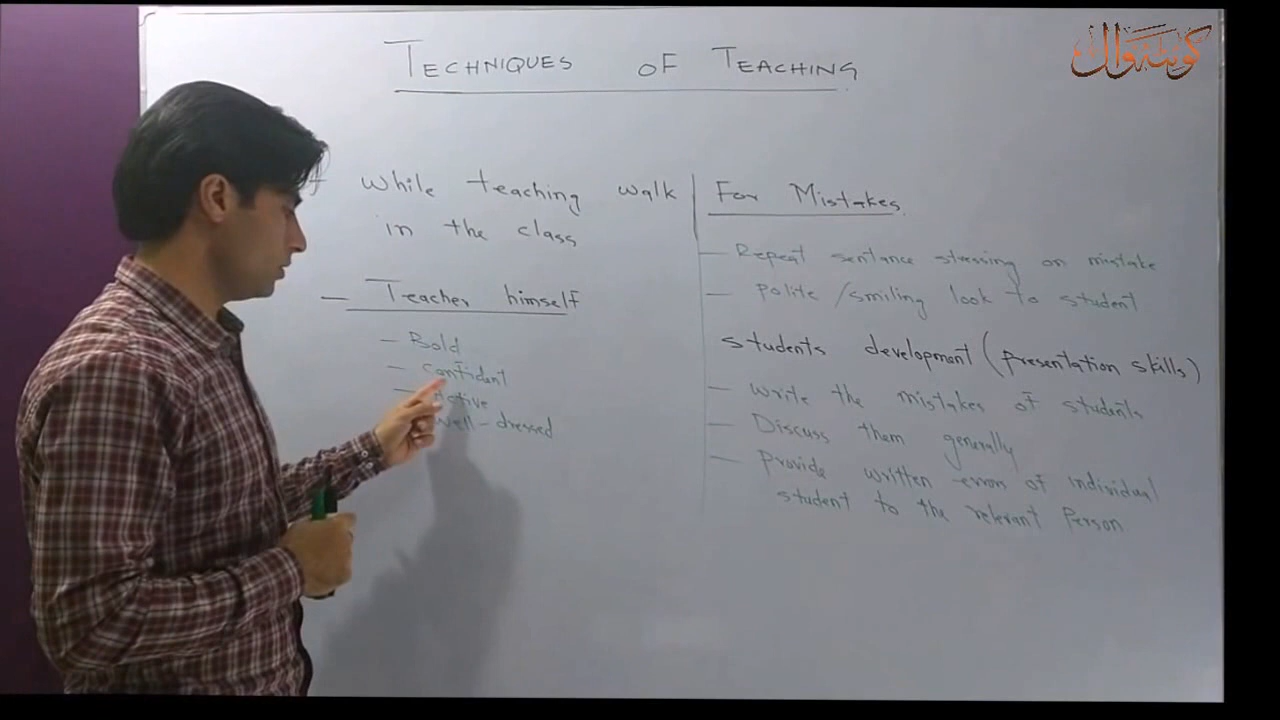 TECHNIQUES OF TEACHING
کوئٹہ وال
While teaching walk
in the class
— Teacher himself
- Bold
- Confident
- Active
well-dressed
For Mistakes
— Repeat sentance stressing on mistake
— Polite /smiling look to student
students development (presentation skills)
— Write the mistakes of students
— Discuss them generally
— Provide written errors of individual
student to the relevant Person